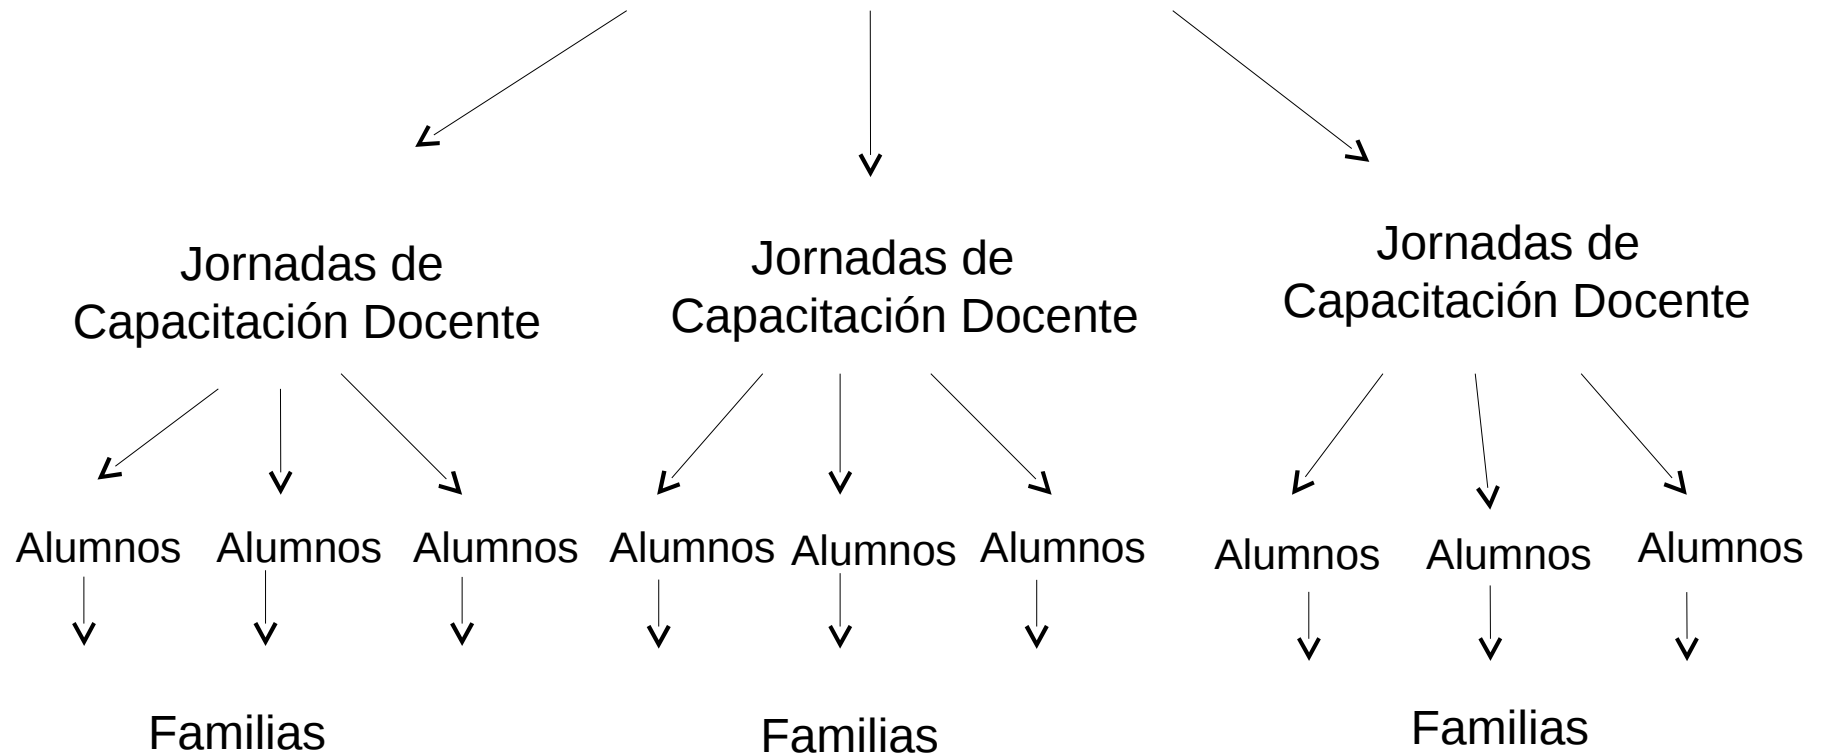 Jornadas de
Capacitación Docente
Jornadas de
Capacitación Docente
Jornadas de
Capacitación Docente
Alumnos Alumnos Alumnos Alumnos Alumnos Alumnos Alumnos Alumnos Alumnos
Familias Familias Familias